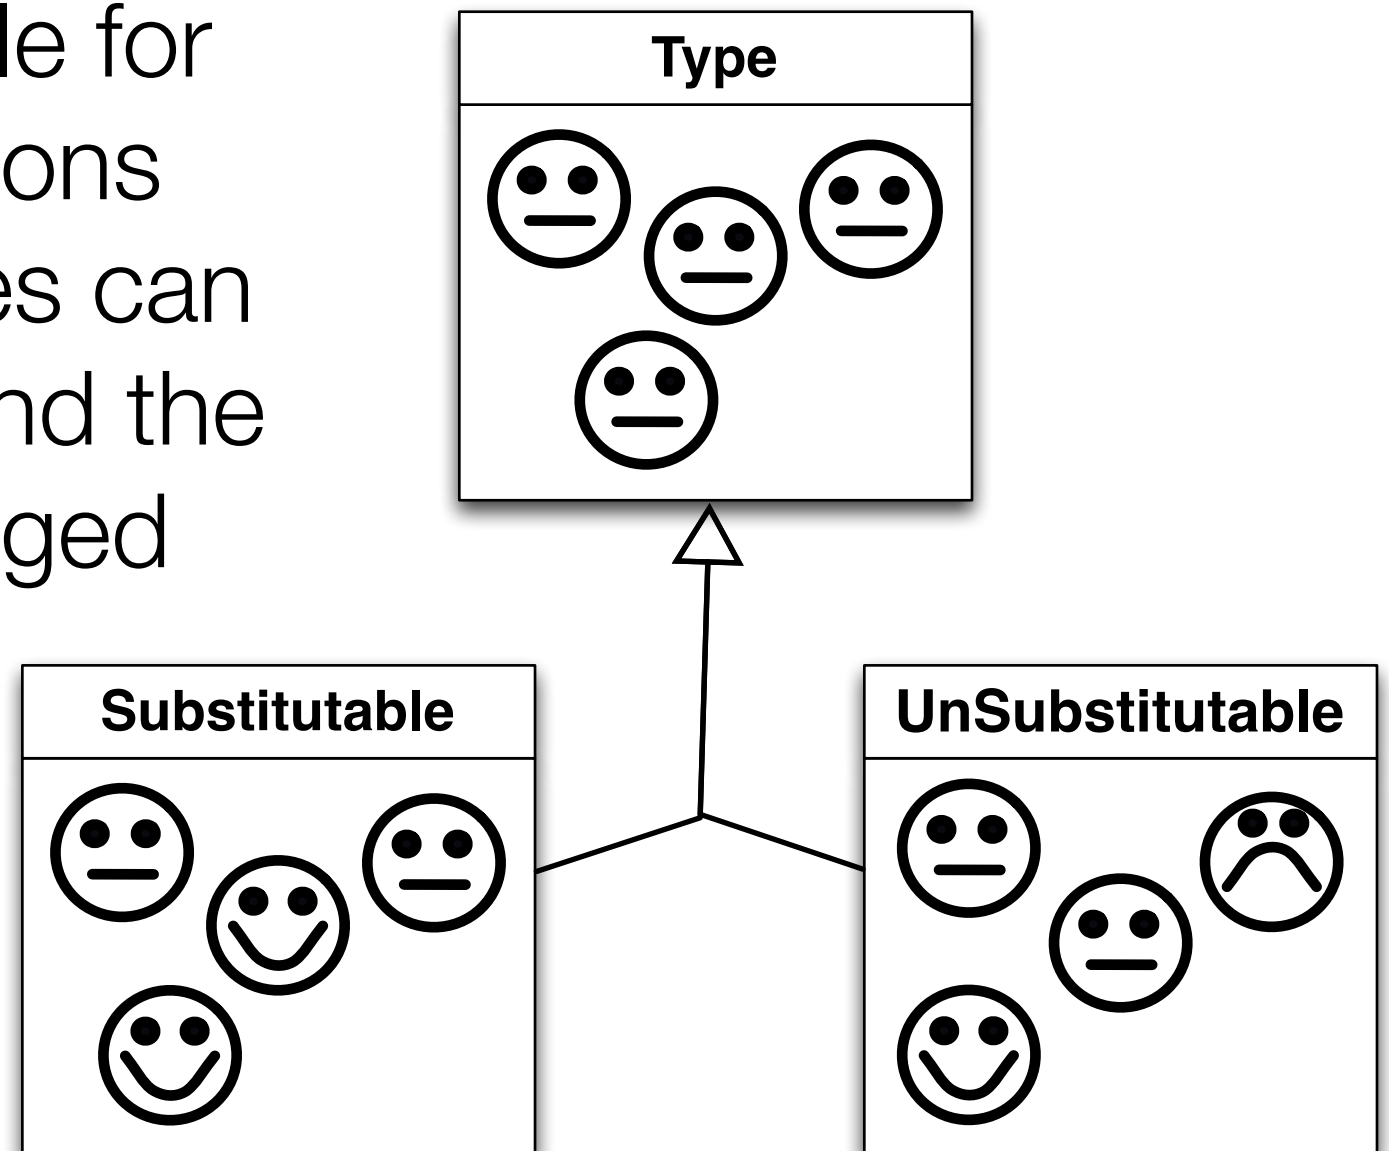 le for
ons
es can
nd the
ged
Type
Substitutable
UnSubstitutable